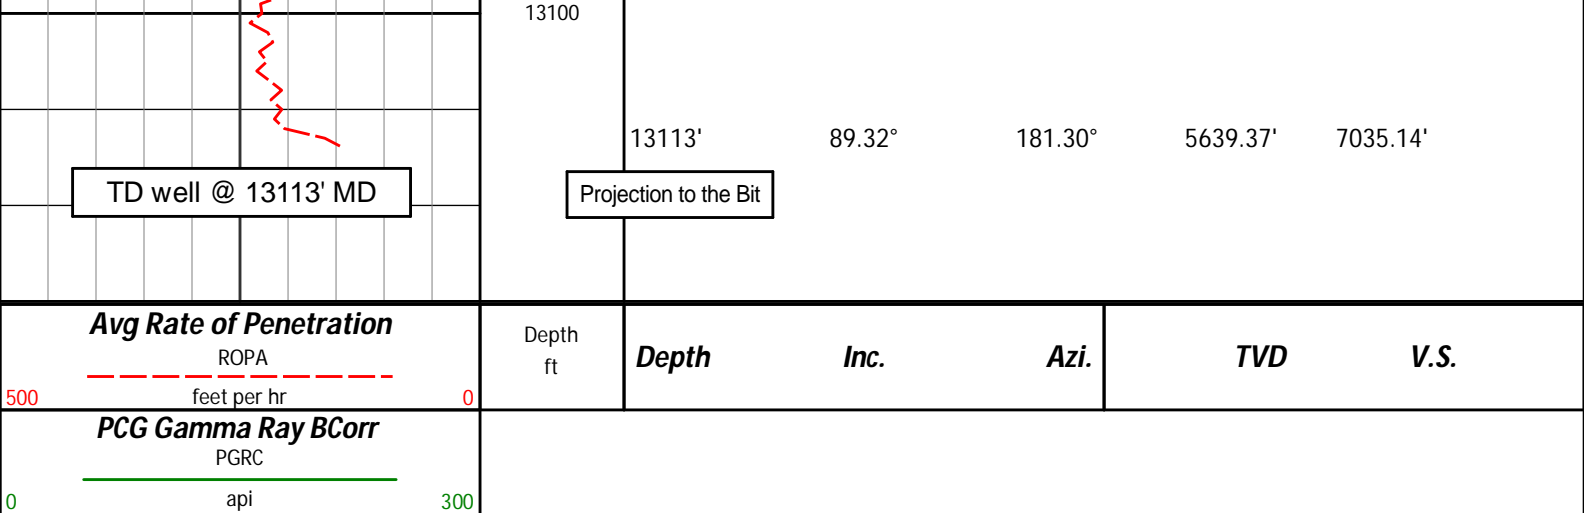 13100
13113' 89.32° 181.30° 5639.37' 7035.14'
TD well @ 13113' MD
Projection to the Bit
Avg Rate of Penetration
ROPA
500 feet per hr 0
Depth
ft
Depth Inc. Azi. TVD V.S.
PCG Gamma Ray BCorr
PGRC
0 api 300